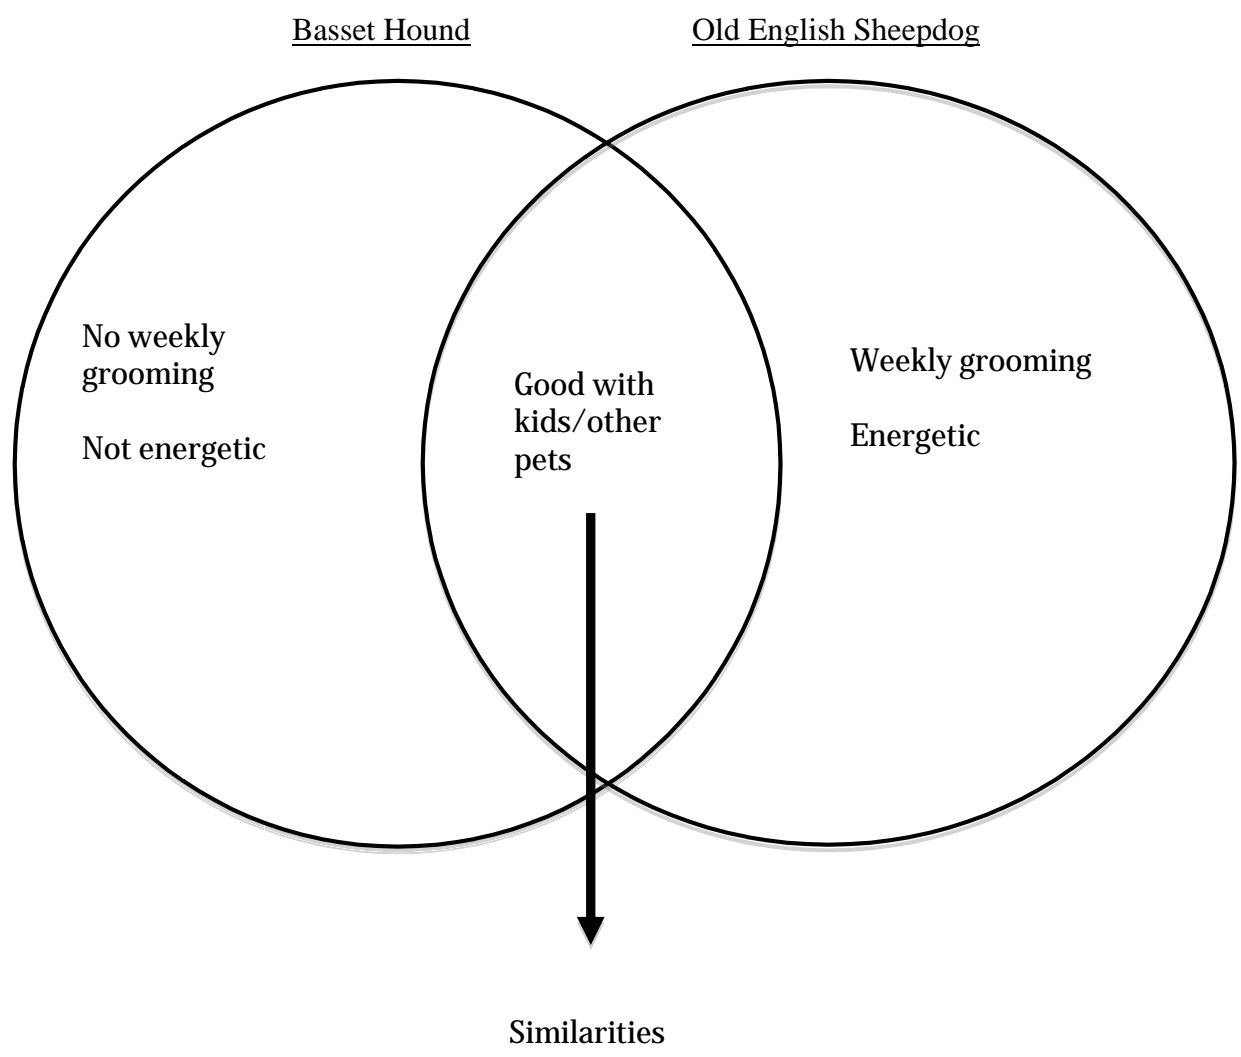 Basset Hound
Old English Sheepdog
No weekly
grooming
Not energetic
Good with
kids/other
pets
Weekly grooming
Energetic
Similarities